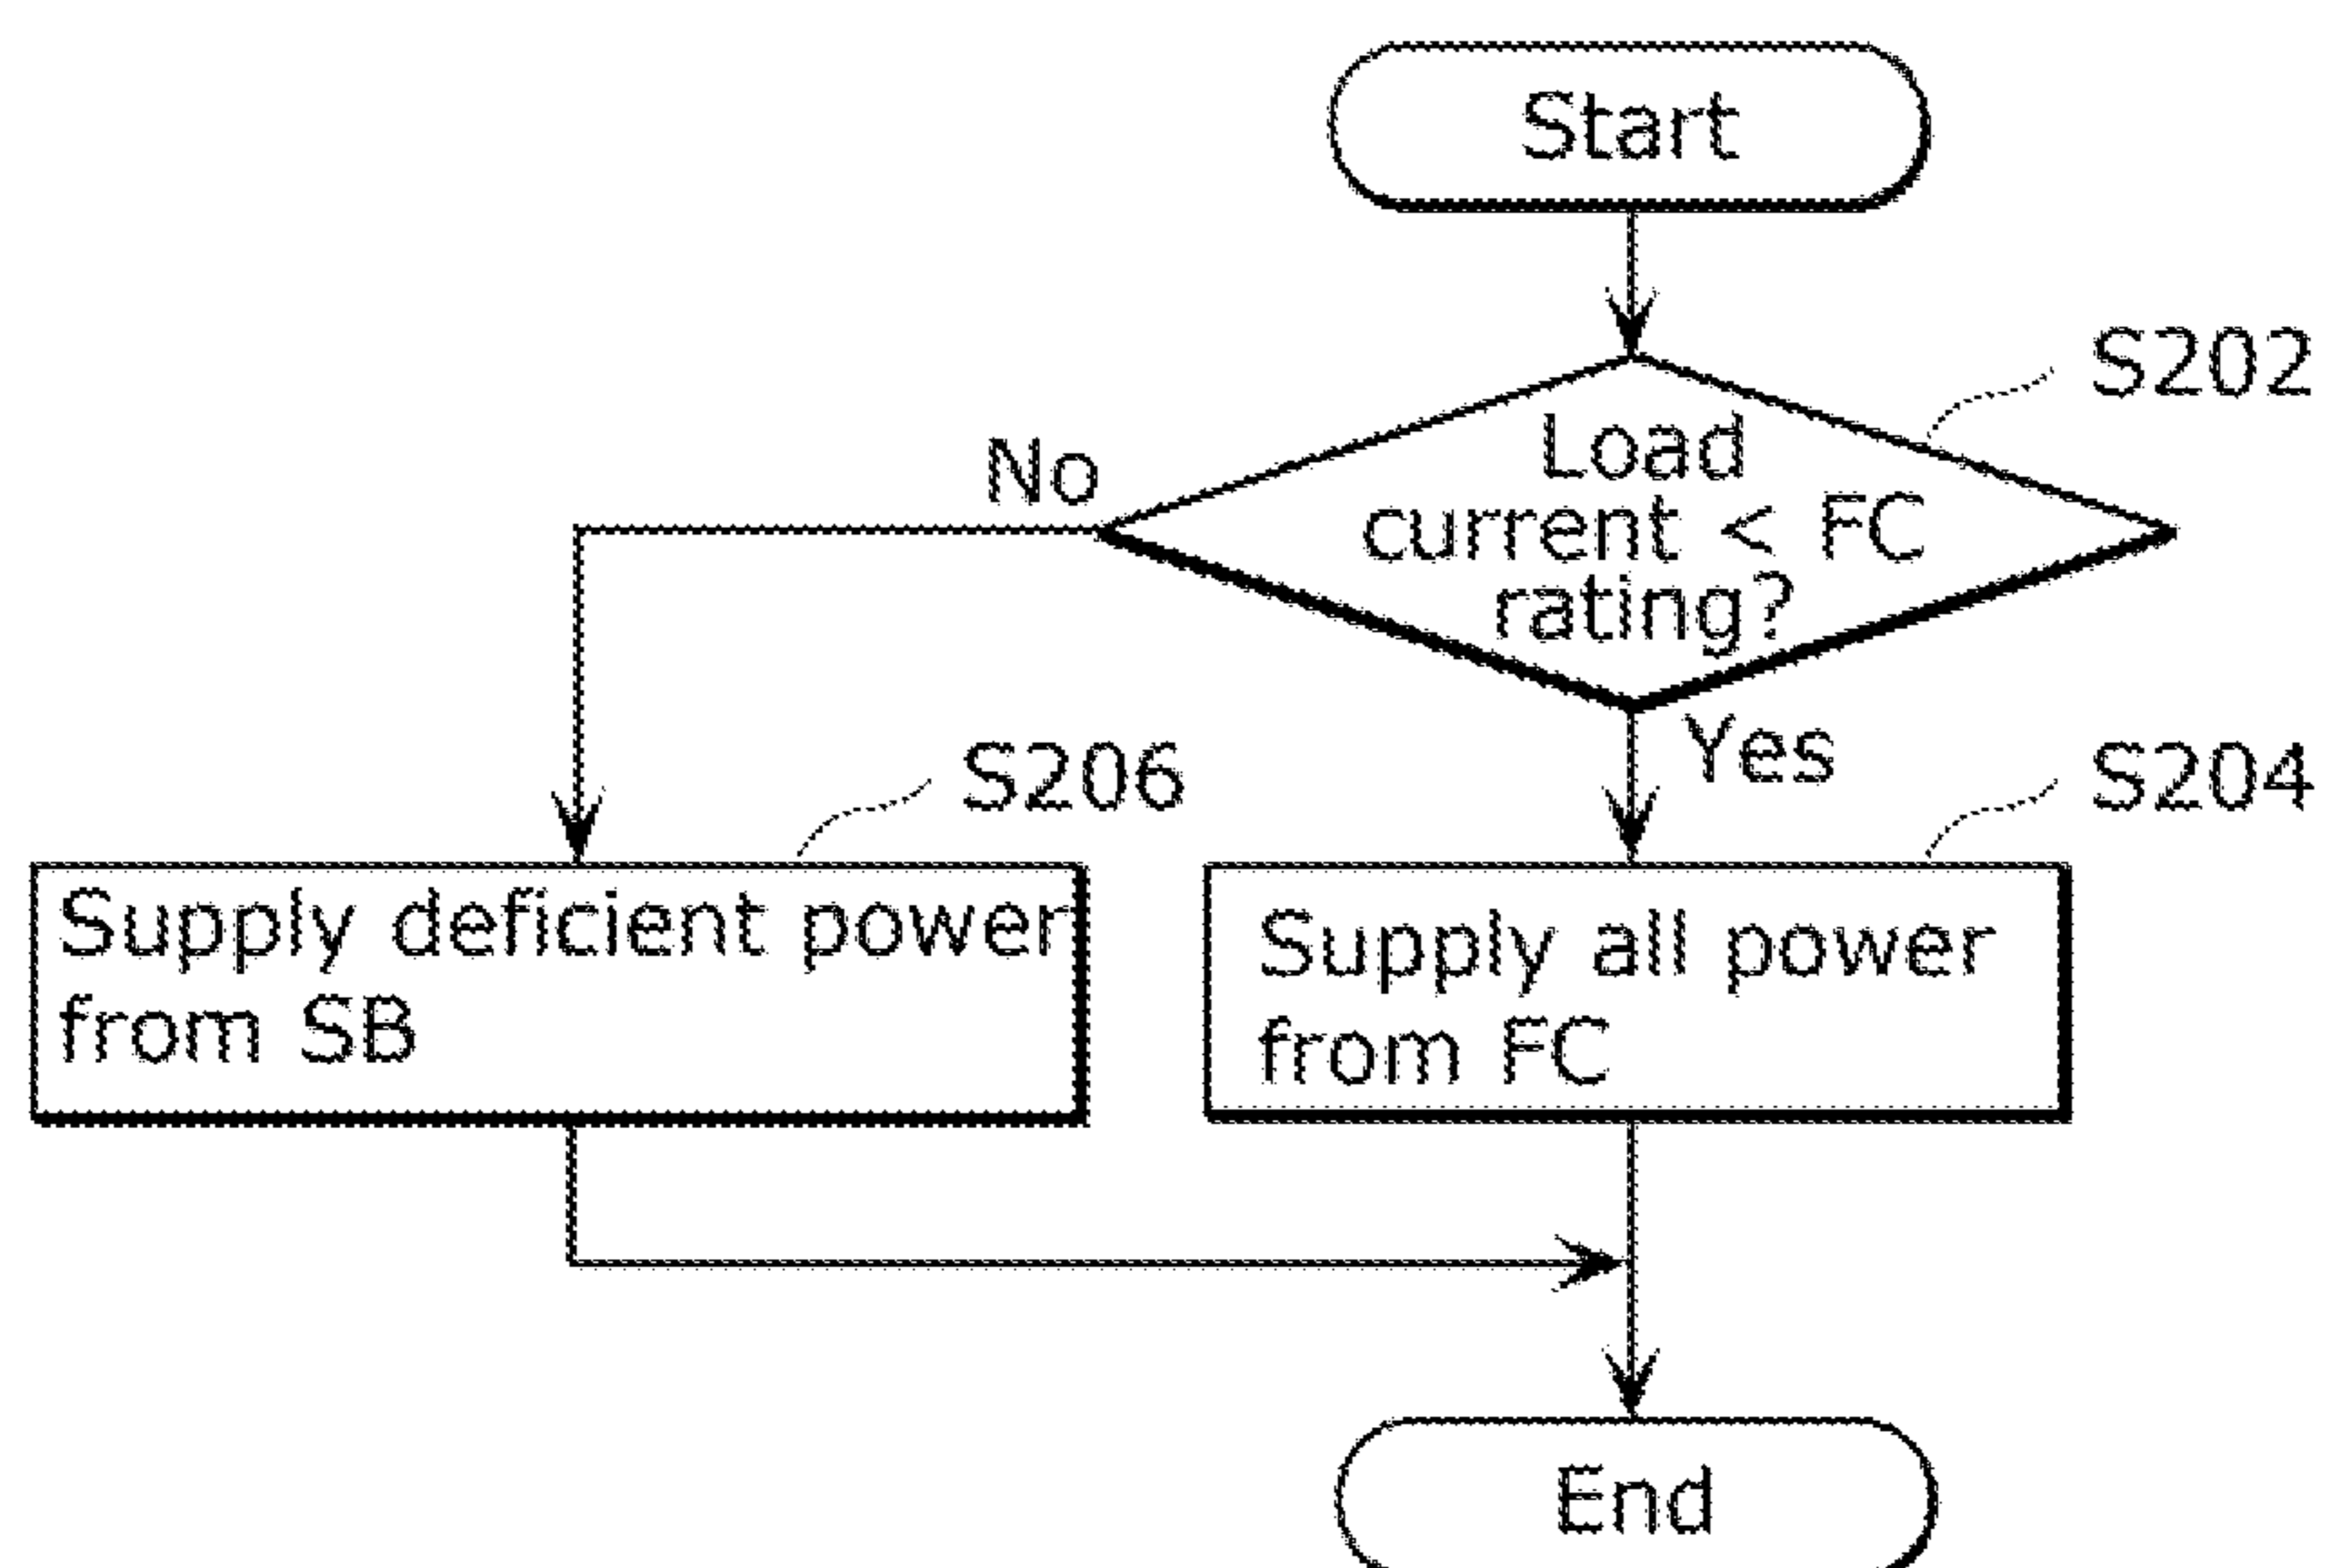 Start
S202
Load
current < FC
rating?
No
Yes
S206
S204
Supply deficient power
from SB
Supply all power
from FC
End